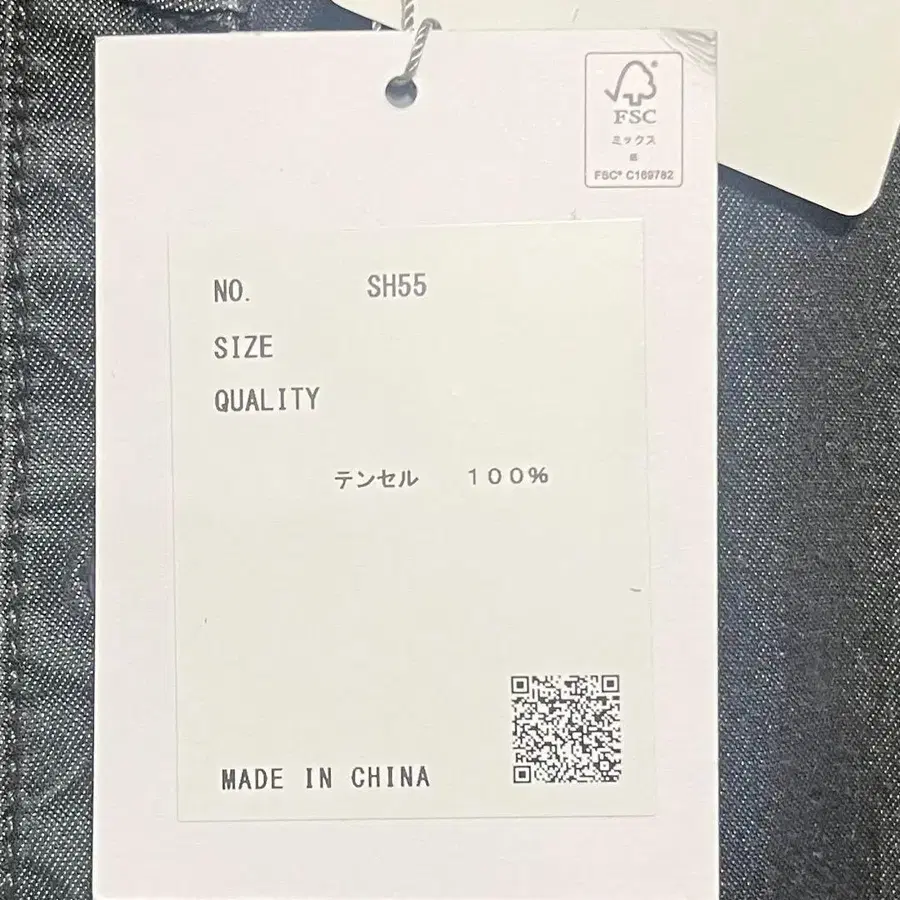 FSC
ミックス
紙
FSC® C169782
NO. SH55
SIZE
QUALITY
テンセル 100%
MADE IN CHINA